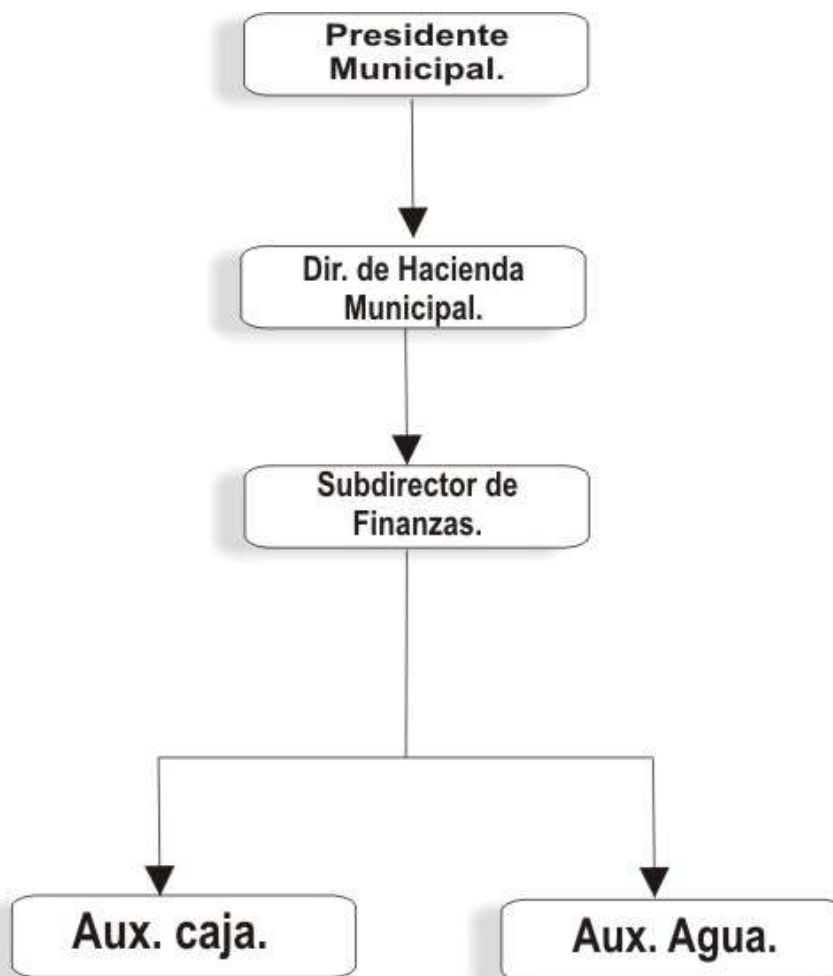 Presidente
Municipal.
Dir. de Hacienda
Municipal.
Subdirector de
Finanzas.
Aux. caja.
Aux. Agua.